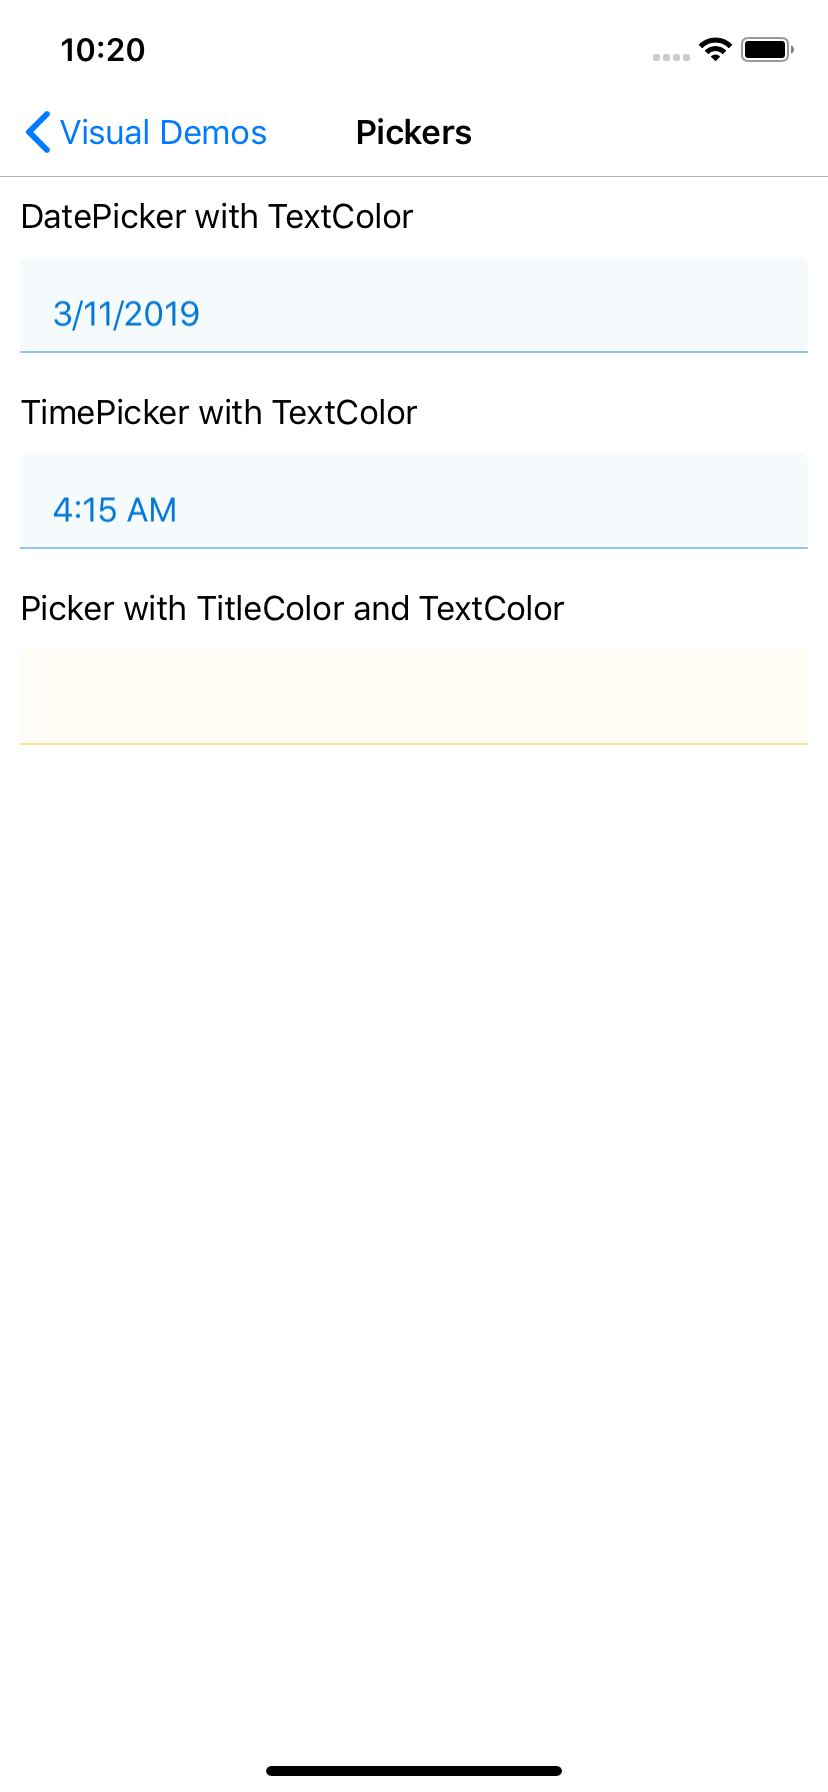 10:20
Visual Demos
Pickers
DatePicker with TextColor
3/11/2019
TimePicker with TextColor
4:15 AM
Picker with TitleColor and TextColor